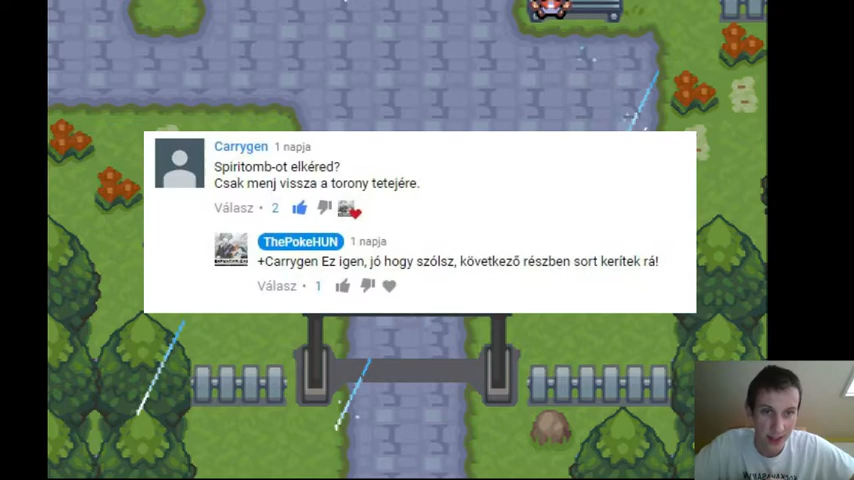 Carrygen 1 napja
Spiritomb-ot elkéred?
Csak menj vissza a torony tetejére.
Válasz • 2
ThePokeHUN 1 napja
+Carrygen Ez igen, jó hogy szólsz, következő részben sort kerítek rá!
Válasz • 1